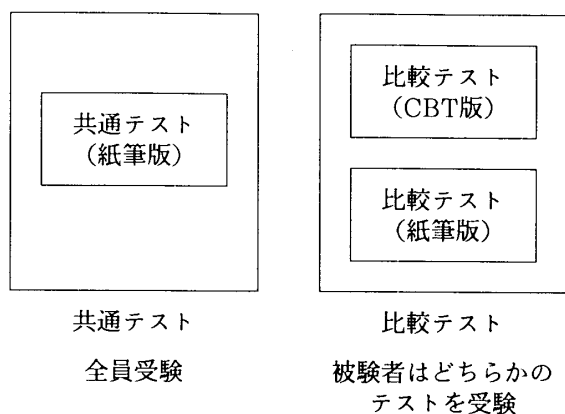 共通テスト
（紙筆版）
共通テスト
全員受験
比較テスト
（CBT版）
比較テスト
（紙筆版）
比較テスト
被験者はどちらかの
テストを受験